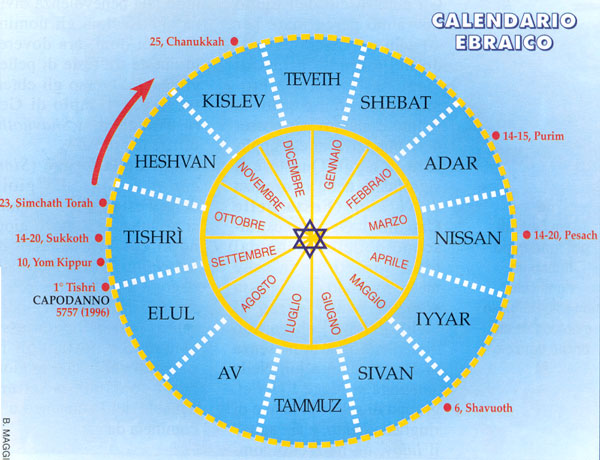 CALENDARIO
EBRAICO
25, Chanukkah
TEVETH
SHEBAT
KISLEV
14-15, Purim
HESHVAN
ADAR
DICEMBRE
GENNAIO
NOVEMBRE
FEBBRAIO
23, Simchath Torah
OTTOBRE
MARZO
14-20, Sukkoth
TISHRÌ
NISSAN
14-20, Pesach
10, Yom Kippur
SETTEMBRE
APRILE
1° Tishrì
CAPODANNO
5757 (1996)
AGOSTO
MAGGIO
LUGLIO
GIUGNO
ELUL
IYYAR
AV
SIVAN
TAMMUZ
6, Shavuoth
B. MAGGI